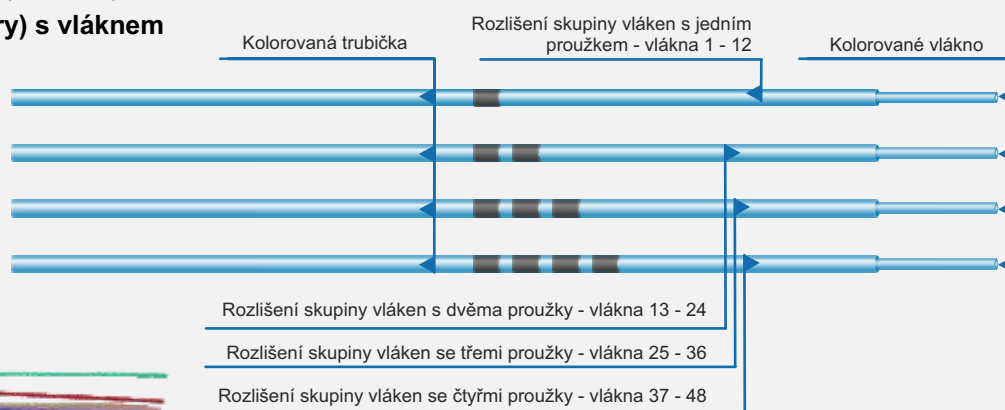 ry) s vláknem
Kolorovaná trubička
Rozlišení skupiny vláken s jedním
proužkem - vlákna 1 - 12
Kolorované vlákno
Rozlišení skupiny vláken s dvěma proužky - vlákna 13 - 24
Rozlišení skupiny vláken se třemi proužky - vlákna 25 - 36
Rozlišení skupiny vláken se čtyřmi proužky - vlákna 37 - 48